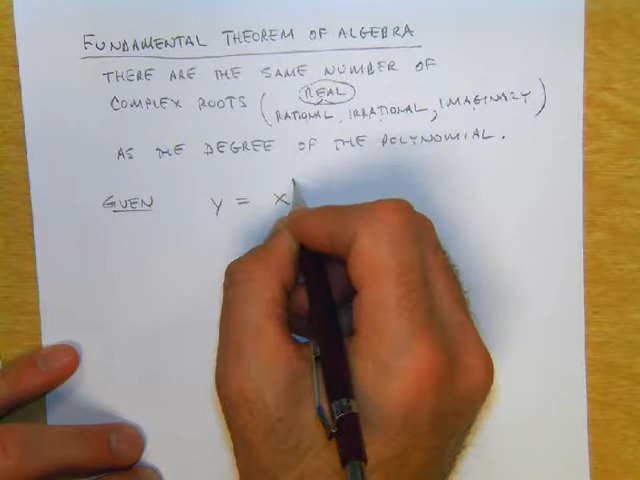 FUNDAMENTAL THEOREM OF ALGEBRA
THERE ARE THE SAME NUMBER OF
REAL
COMPLEX ROOTS (RATIONAL, IRRATIONAL, IMAGINARY)
AS THE DEGREE OF THE POLYNOMIAL.
GIVEN y = x